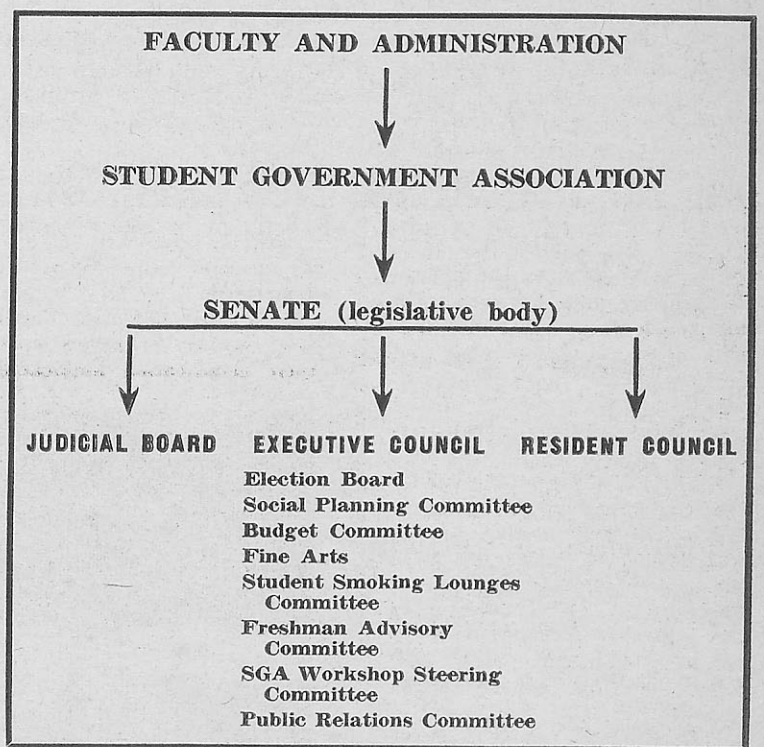 FACULTY AND ADMINISTRATION
STUDENT GOVERNMENT ASSOCIATION
SENATE (legislative body)
JUDICIAL BOARD EXECUTIVE COUNCIL RESIDENT COUNCIL
Election Board
Social Planning Committee
Budget Committee
Fine Arts
Student Smoking Lounges
Committee
Freshman Advisory
Committee
SGA Workshop Steering
Committee
Public Relations Committee